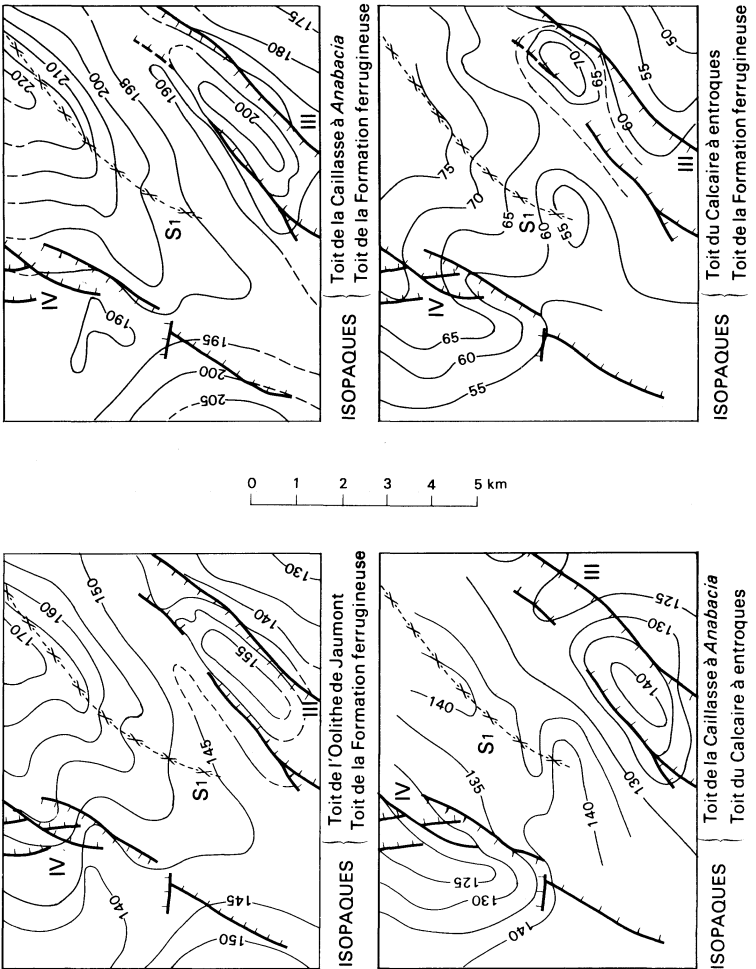 175
180
195
200
210
220
190
200
III
S1
IV
190
195
200
205
ISOPAQUES
Toit de la Caillasse à Anabacia
Toit de la Formation ferrugineuse
50
55
70
65
60
75
70
65
60
55
S1
III
IV
65
60
55
ISOPAQUES
Toit du Calcaire à entroques
Toit de la Formation ferrugineuse
0 1 2 3 4 5 km
130
140
150
160
170
155
145
III
S1
IV
140
145
150
ISOPAQUES
Toit de l'Oolithe de Jaumont
Toit de la Formation ferrugineuse
III
125
130
140
140
S1
135
IV
140
130
125
130
140
ISOPAQUES
Toit de la Caillasse à Anabacia
Toit du Calcaire à entroques